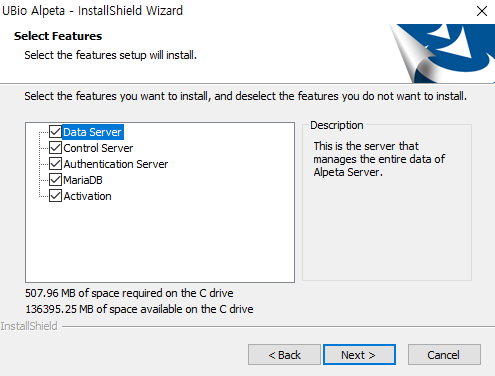 UBio Alpeta - InstallShield Wizard
Select Features
Select the features setup will install.
Select the features you want to install, and deselect the features you do not want to install.
Data Server
Control Server
Authentication Server
MariaDB
Activation
Description
This is the server that
manages the entire data of
Alpeta Server.
507.96 MB of space required on the C drive
136395.25 MB of space available on the C drive
InstallShield
< Back
Next >
Cancel